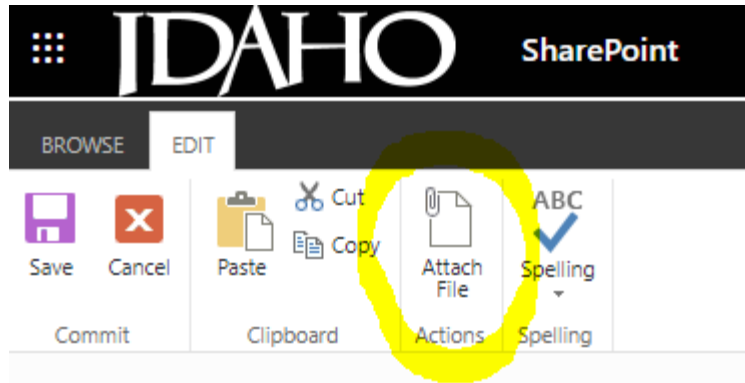 IDAHO SharePoint
BROWSE EDIT
Save Cancel Paste Cut Copy Attach File ABC Spelling
Commit Clipboard Actions Spelling